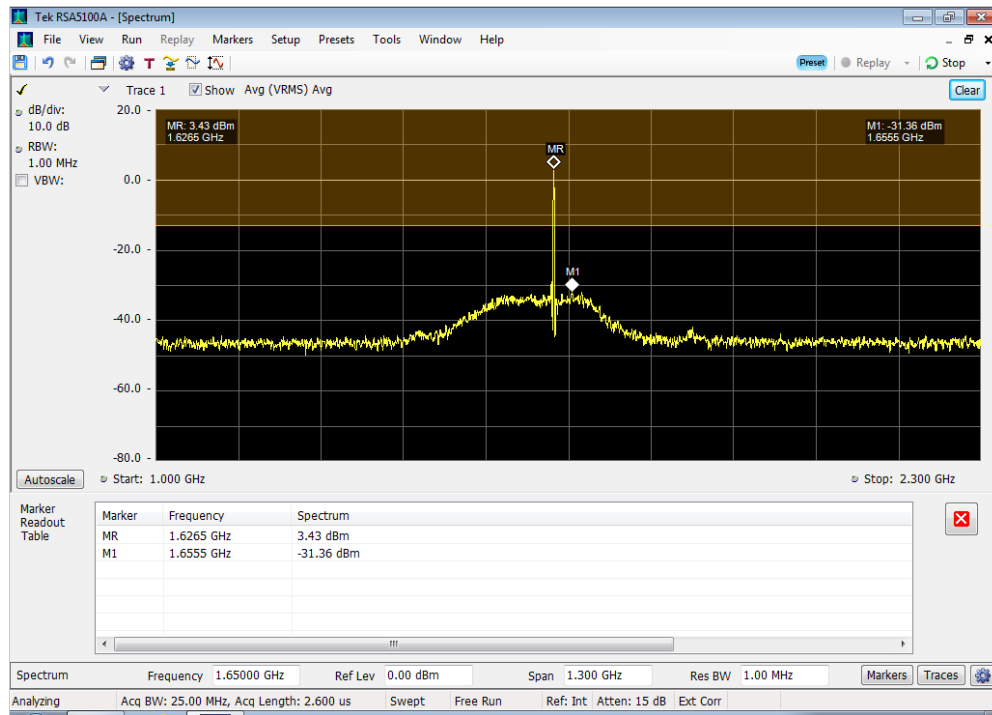 Tek RSA5100A - [Spectrum]
File View Run Replay Markers Setup Presets Tools Window Help
T Preset Replay Stop
Trace 1 Show Avg (VRMS) Avg Clear
dB/div:
10.0 dB
RBW:
1.00 MHz
VBW:
20.0
0.0
-20.0
-40.0
-60.0
-80.0
MR: 3.43 dBm
1.6265 GHz
MR
M1: -31.36 dBm
1.6555 GHz
M1
Autoscale Start: 1.000 GHz Stop: 2.300 GHz
Marker
Readout
Table
Marker Frequency Spectrum
MR 1.6265 GHz 3.43 dBm
M1 1.6555 GHz -31.36 dBm
Spectrum Frequency 1.65000 GHz Ref Lev 0.00 dBm Span 1.300 GHz Res BW 1.00 MHz Markers Traces
Analyzing Acq BW: 25.00 MHz, Acq Length: 2.600 us Swept Free Run Ref: Int Atten: 15 dB Ext Corr